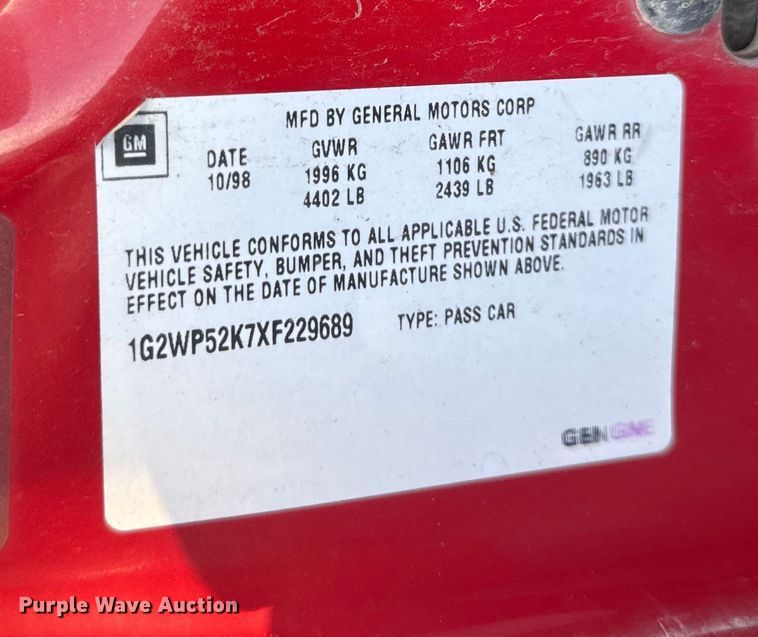 MFD BY GENERAL MOTORS CORP
GM
DATE GVWR GAWR FRT GAWR RR
10/98 1996 KG 1106 KG 890 KG
4402 LB 2439 LB 1963 LB
THIS VEHICLE CONFORMS TO ALL APPLICABLE U.S. FEDERAL MOTOR
VEHICLE SAFETY, BUMPER, AND THEFT PREVENTION STANDARDS IN
EFFECT ON THE DATE OF MANUFACTURE SHOWN ABOVE.
1G2WP52K7XF229689 TYPE: PASS CAR
GENUINE
Purple Wave Auction